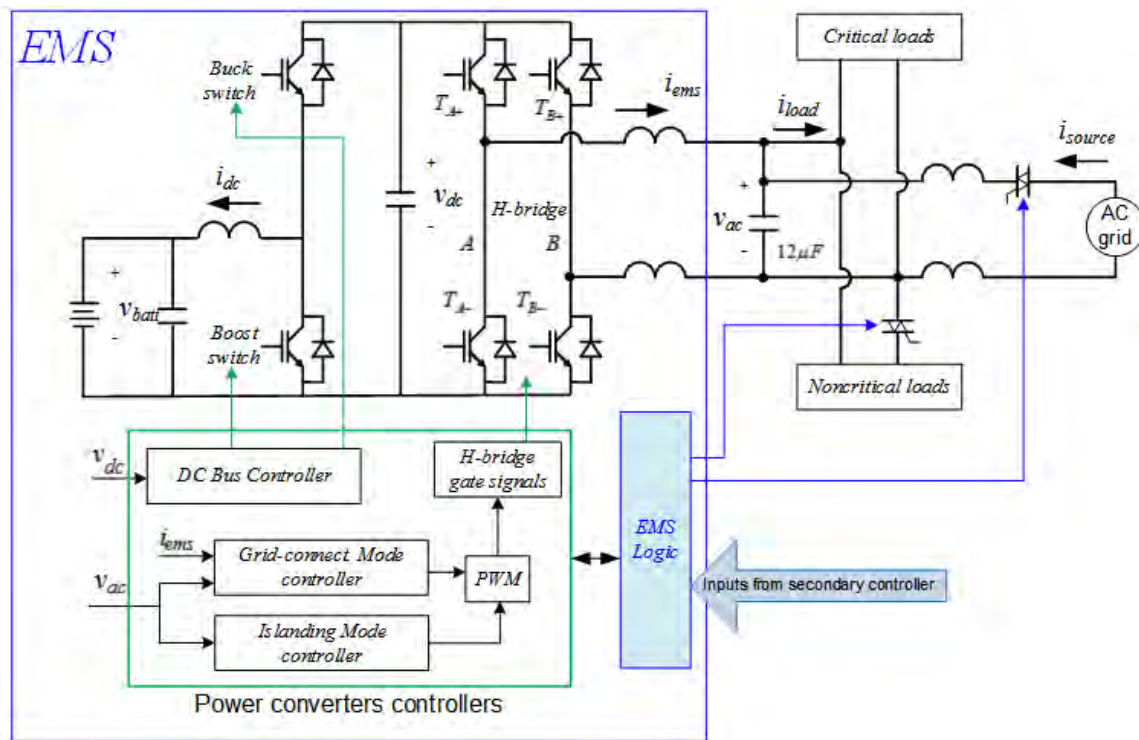 EMS
Buck
switch
T_A+
T_B+
i_ems
Critical loads
i_load
i_source
i_dc
+
v_dc
-
H-bridge
A
B
+
v_ac
-
12μF
AC
grid
+
v_batt
-
T_A-
T_B-
Boost
switch
Noncritical loads
v_dc
DC Bus Controller
H-bridge
gate signals
i_ems
Grid-connect Mode
controller
v_ac
PWM
Islanding Mode
controller
EMS
Logic
Inputs from secondary controller
Power converters controllers